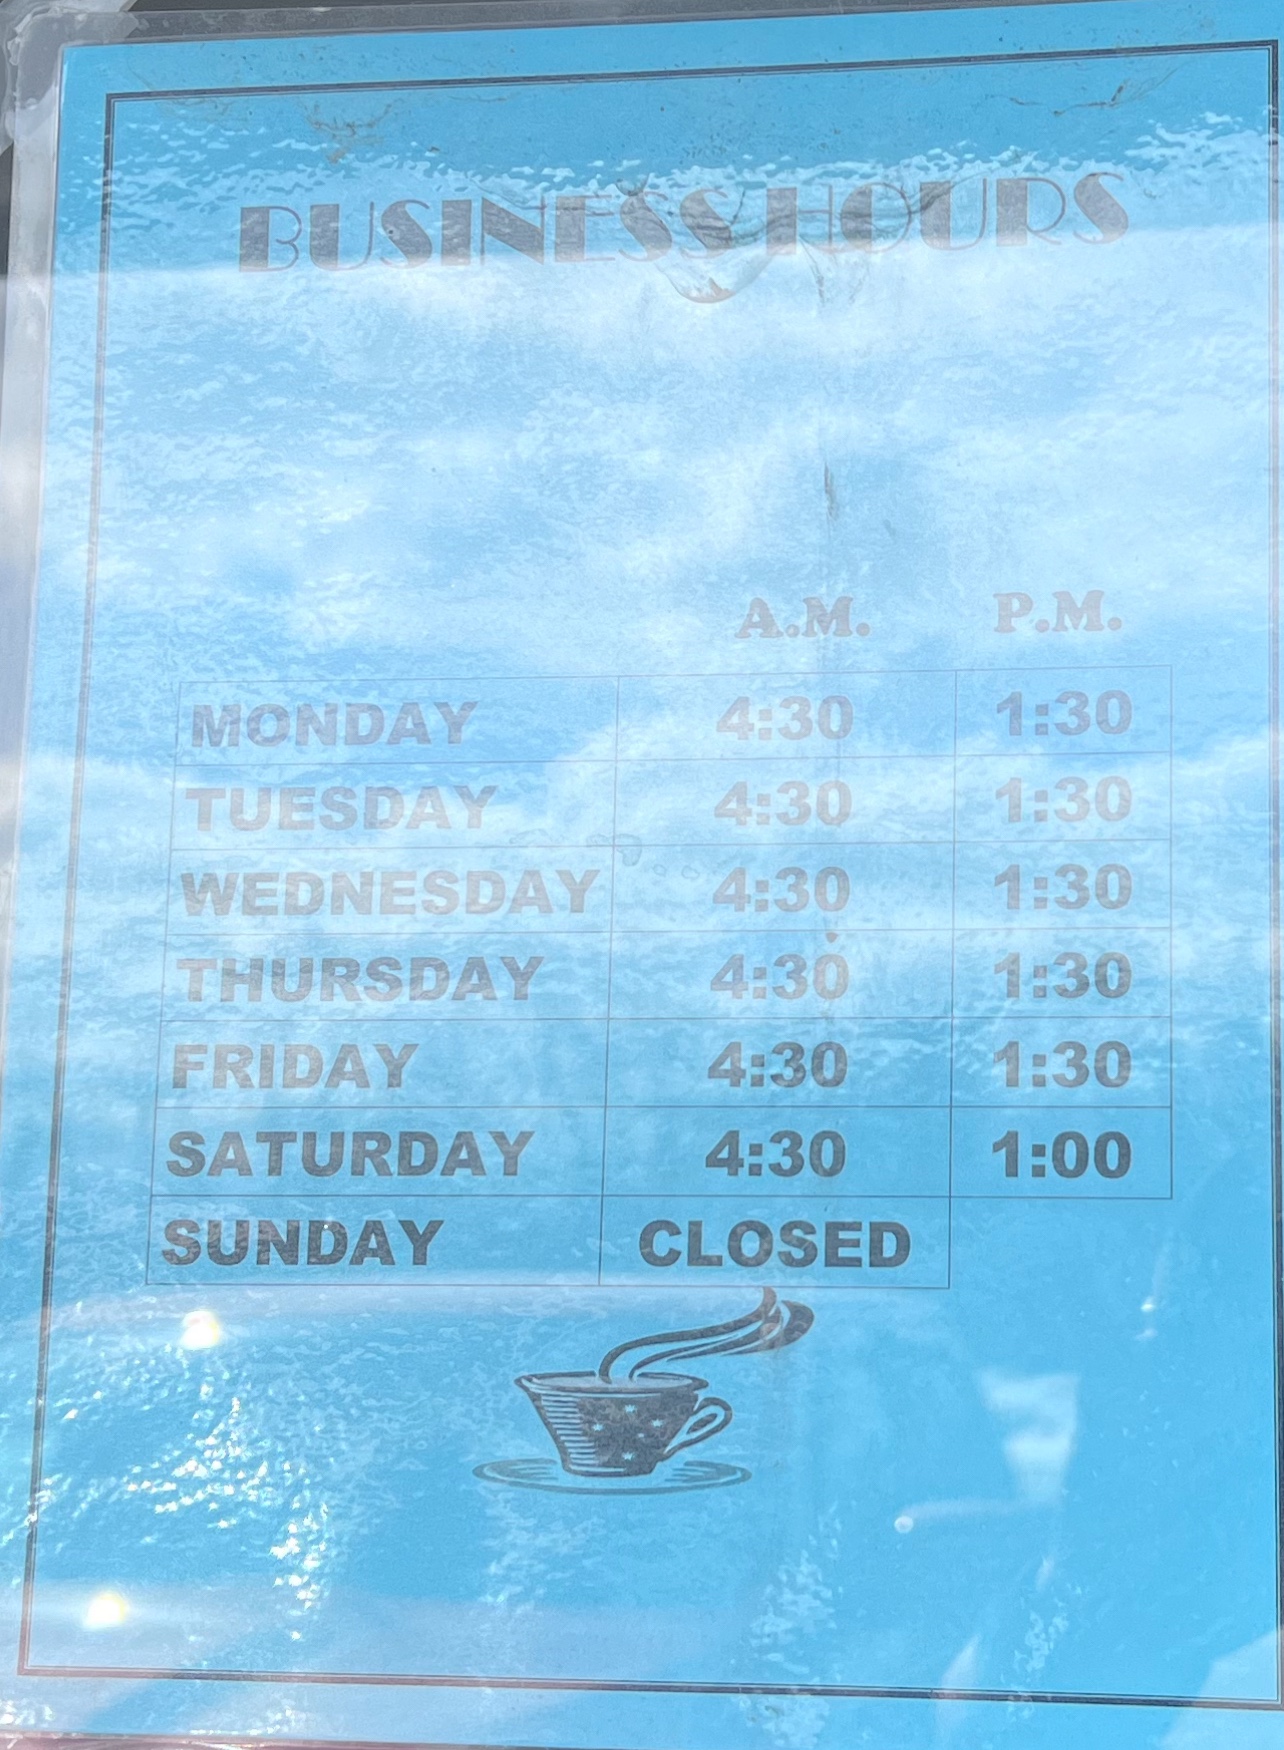 BUSINESS HOURS
A.M. P.M.
MONDAY 4:30 1:30
TUESDAY 4:30 1:30
WEDNESDAY 4:30 1:30
THURSDAY 4:30 1:30
FRIDAY 4:30 1:30
SATURDAY 4:30 1:00
SUNDAY CLOSED